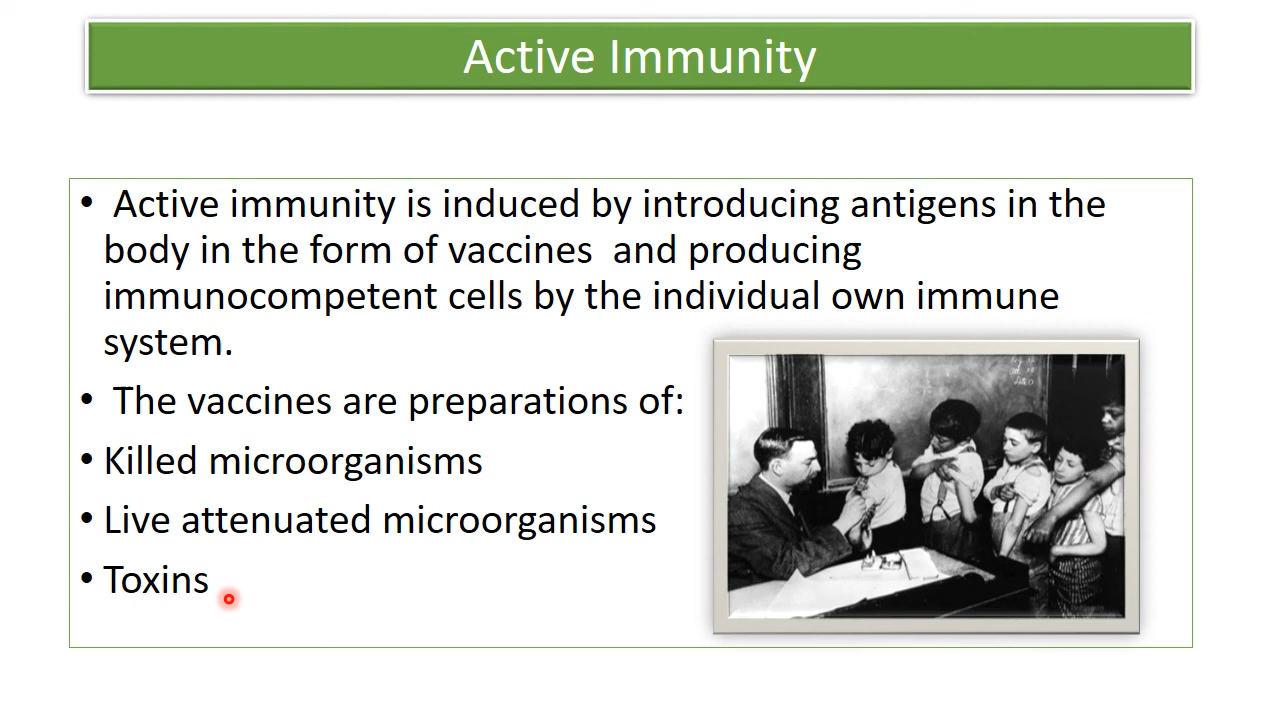 Active Immunity
• Active immunity is induced by introducing antigens in the
body in the form of vaccines  and producing
immunocompetent cells by the individual own immune
system.
• The vaccines are preparations of:
• Killed microorganisms
• Live attenuated microorganisms
• Toxins